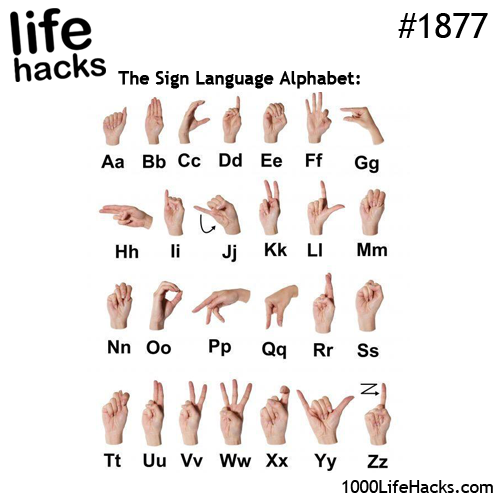 life
hacks
#1877
The Sign Language Alphabet:
Aa Bb Cc Dd Ee Ff Gg
Hh Ii Jj Kk Ll Mm
Nn Oo Pp Qq Rr Ss
Tt Uu Vv Ww Xx Yy Zz
1000LifeHacks.com